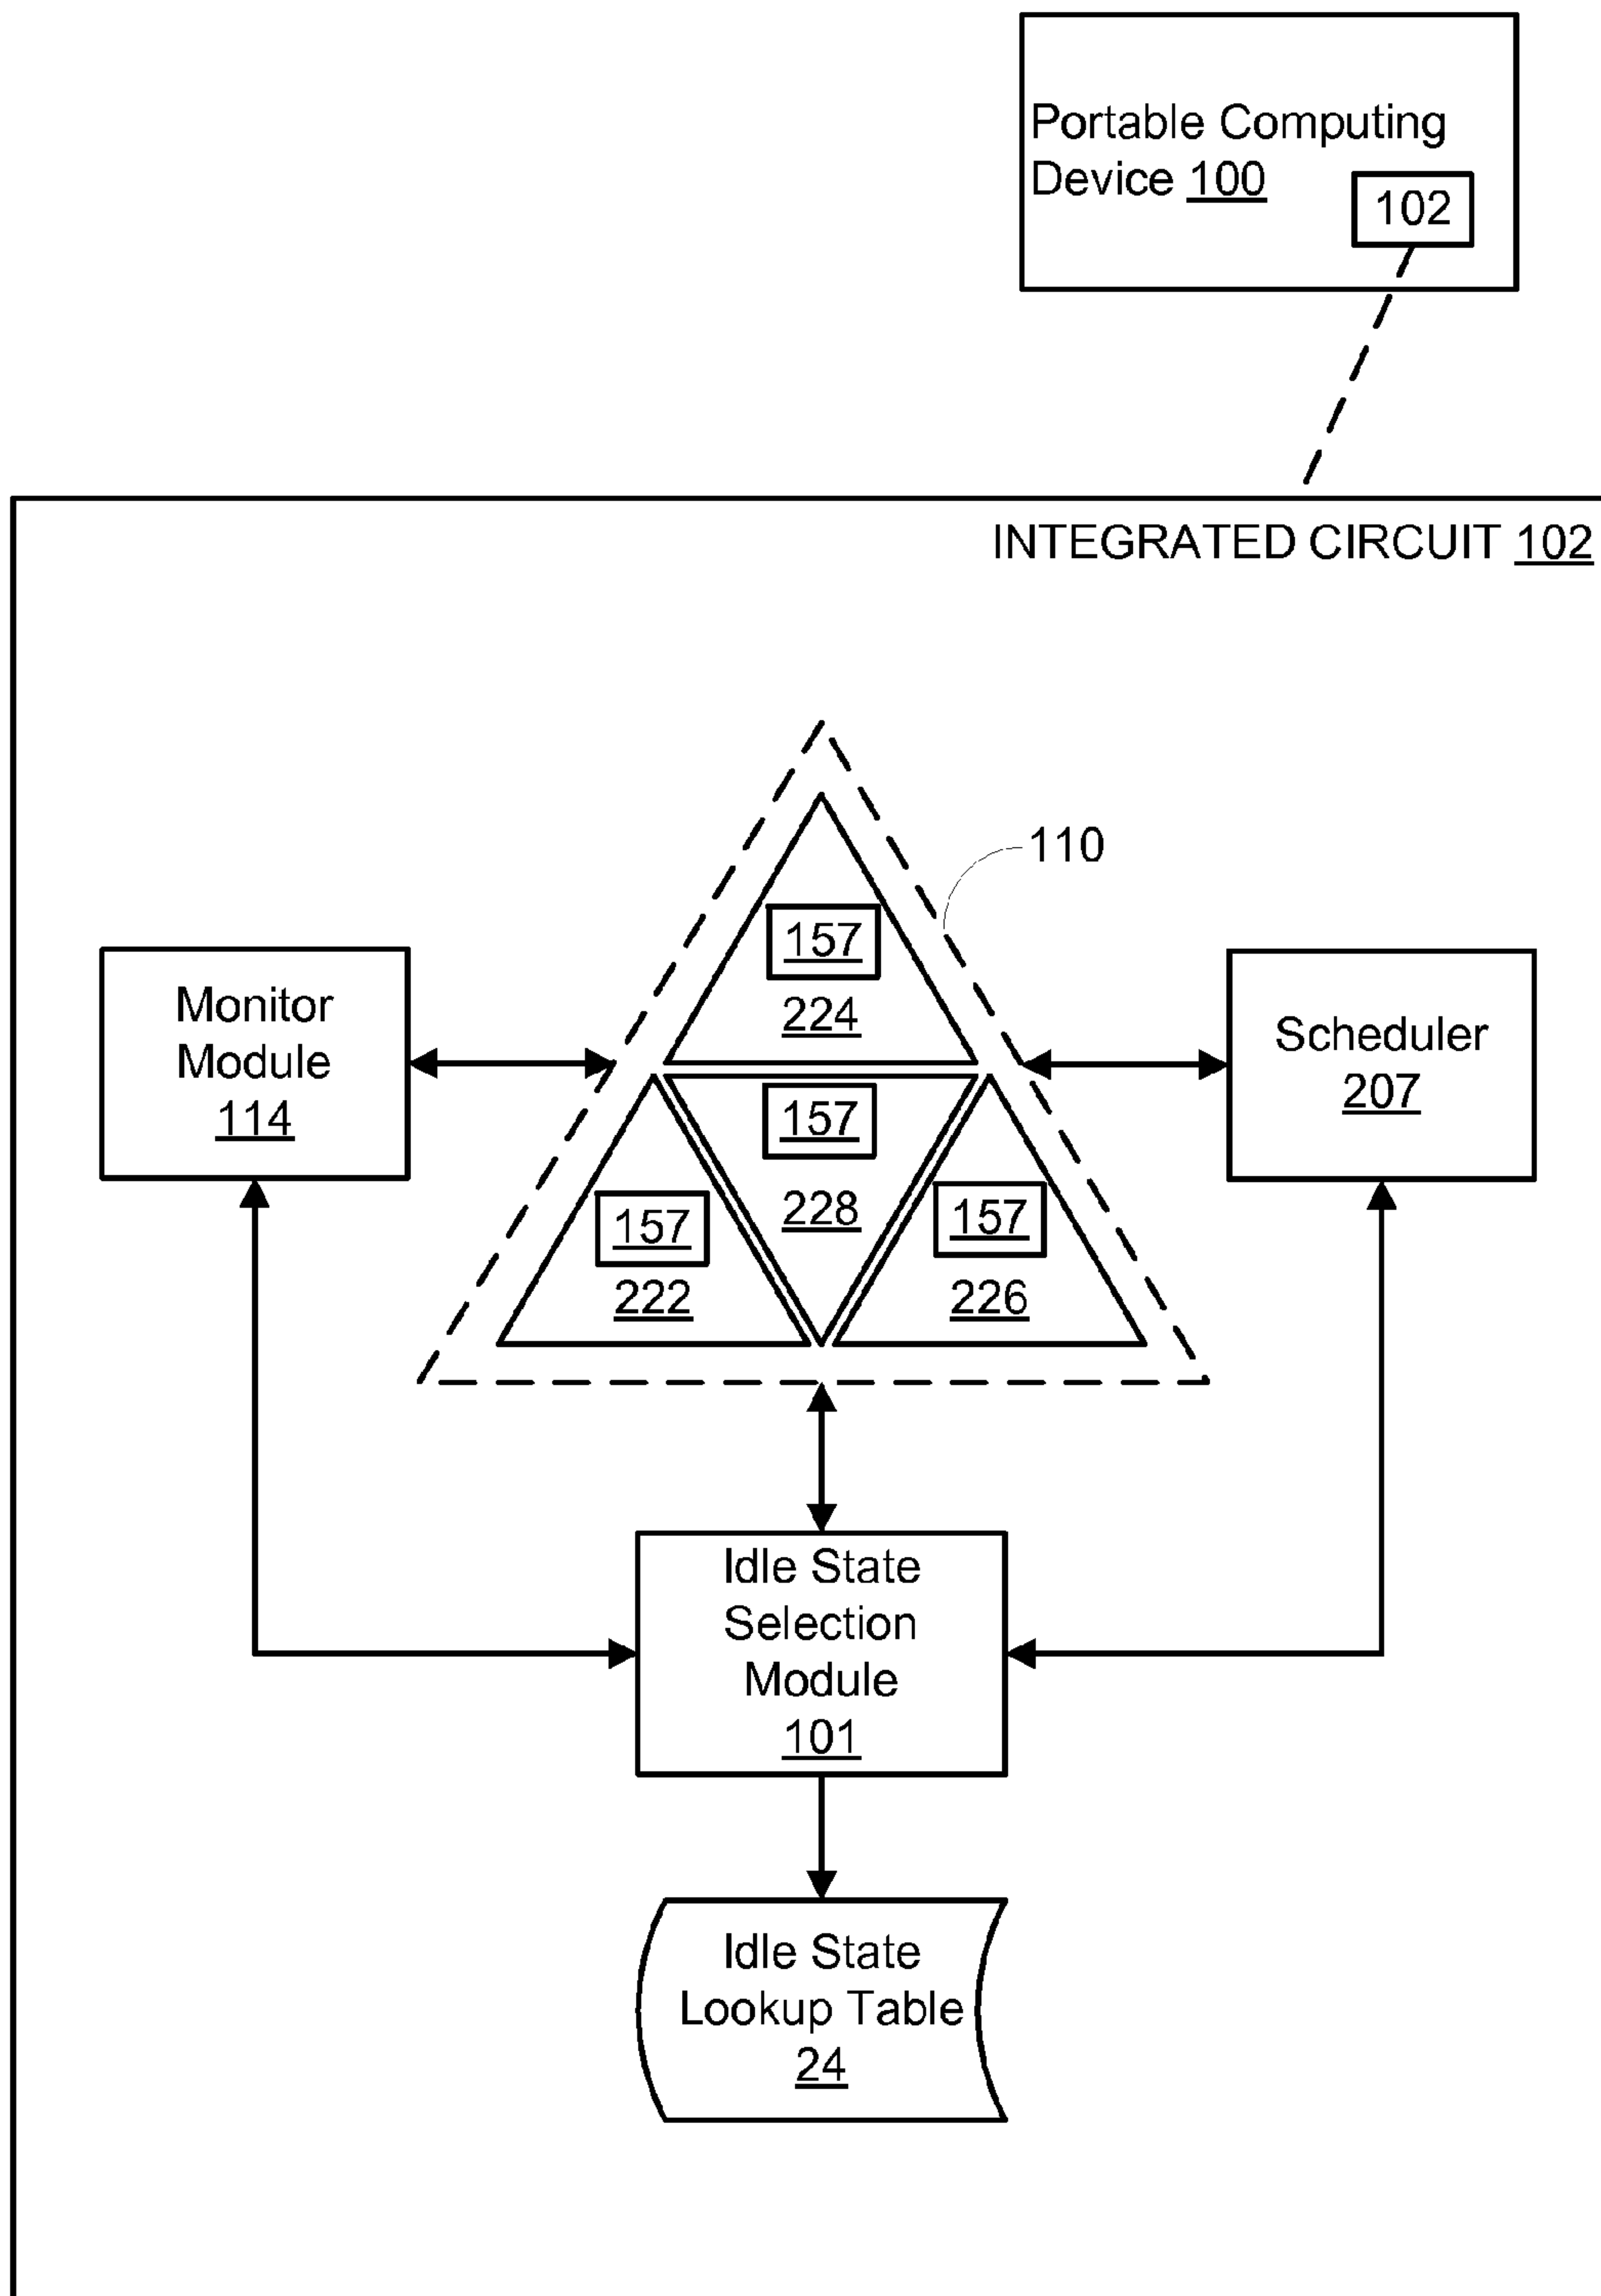 Portable Computing
Device 100
102
INTEGRATED CIRCUIT 102
110
157
224
Monitor
Module
114
Scheduler
207
157
228
157
222
157
226
Idle State
Selection
Module
101
Idle State
Lookup Table
24